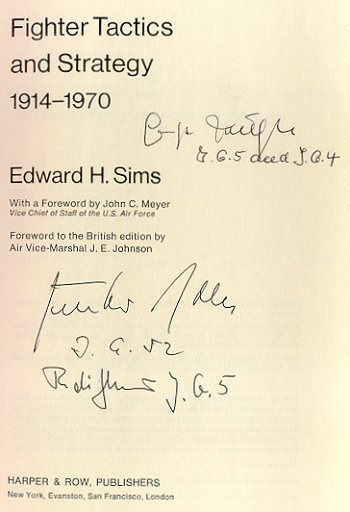 Fighter Tactics
and Strategy
1914–1970
J.G.5 and J.G.4
Edward H. Sims
With a Foreword by John C. Meyer
Vice Chief of Staff of the U.S. Air Force
Foreword to the British edition by
Air Vice-Marshal J. E. Johnson
J.G. 52
J.G.5
HARPER & ROW, PUBLISHERS
New York, Evanston, San Francisco, London